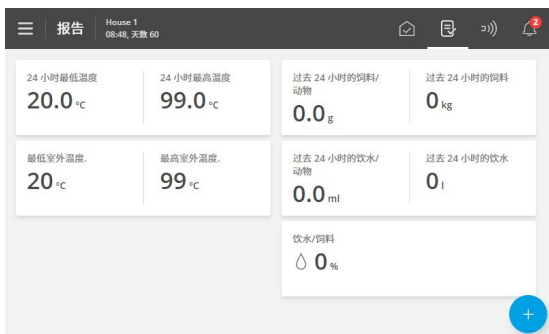 报告
House 1
08:48, 天数 60
2
24 小时最低温度
20.0 °C
24 小时最高温度
99.0 °C
过去 24 小时的饲料/
动物
0.0 g
过去 24 小时的饲料
0 kg
最低室外温度.
20 °C
最高室外温度.
99 °C
过去 24 小时的饮水/
动物
0.0 ml
过去 24 小时的饮水
0 l
饮水/饲料
0 %